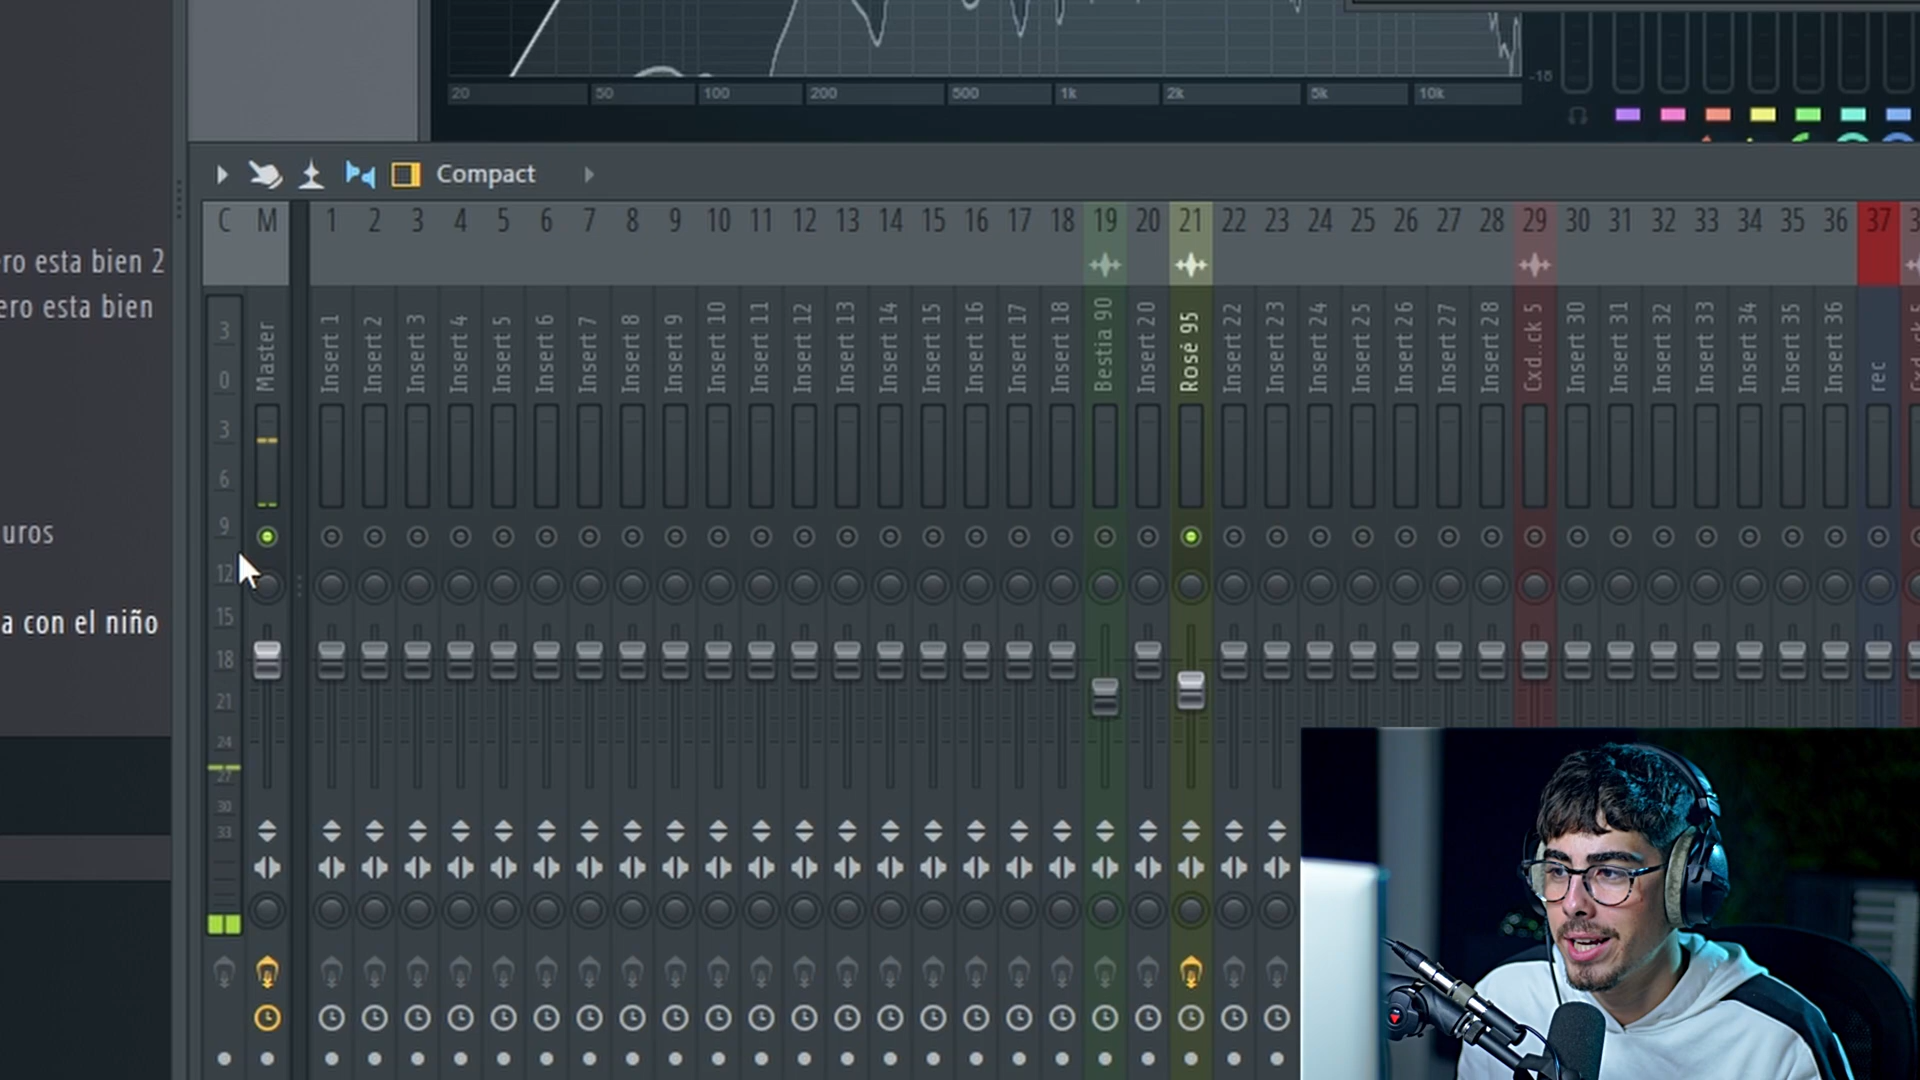 20 50 100 200 500 1k 2k 5k 10k -18
Compact
C M 1 2 3 4 5 6 7 8 9 10 11 12 13 14 15 16 17 18 19 20 21 22 23 24 25 26 27 28 29 30 31 32 33 34 35 36 37
ro esta bien 2
ero esta bien
uros
a con el niño
3
0
3
6
9
12
15
18
21
24
27
30
33
Master
Insert 1
Insert 2
Insert 3
Insert 4
Insert 5
Insert 6
Insert 7
Insert 8
Insert 9
Insert 10
Insert 11
Insert 12
Insert 13
Insert 14
Insert 15
Insert 16
Insert 17
Insert 18
Bestia 90
Insert 20
Rosé 95
Insert 22
Insert 23
Insert 24
Insert 25
Insert 26
Insert 27
Insert 28
Cxd..ck 5
Insert 30
Insert 31
Insert 32
Insert 33
Insert 34
Insert 35
Insert 36
rec